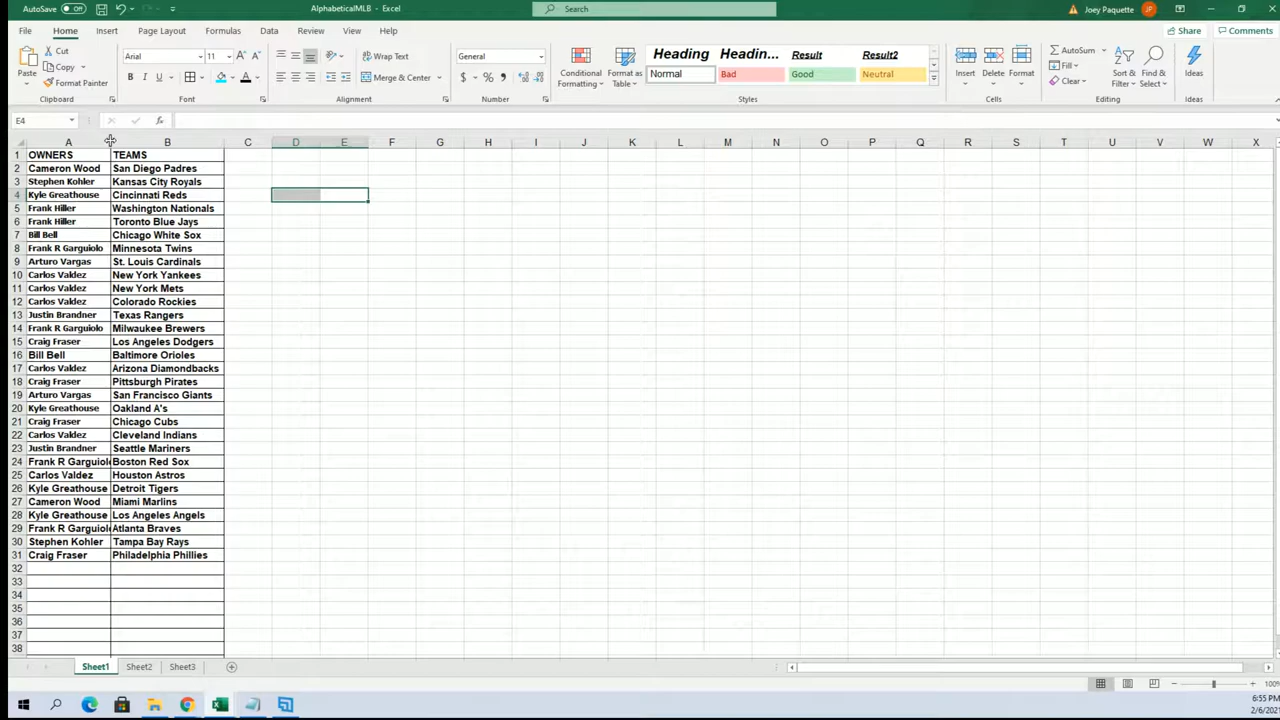 AutoSave Off AlphabeticalMLB - Excel Search Joey Paquette JP
File Home Insert Page Layout Formulas Data Review View Help Share Comments
Paste Cut Copy Format Painter Clipboard
Arial 11 B I U A A A Font
Wrap Text Merge & Center Alignment
General $ % Number
Conditional Formatting Format as Table Heading Headin... Result Result2 Normal Bad Good Neutral Styles
Insert Delete Format Cells
AutoSum Fill Clear Sort & Filter Find & Select Editing
Ideas Ideas
E4 fx
A B C D E F G H I J K L M N O P Q R S T U V W X
1 OWNERS TEAMS
2 Cameron Wood San Diego Padres
3 Stephen Kohler Kansas City Royals
4 Kyle Greathouse Cincinnati Reds
5 Frank Hiller Washington Nationals
6 Frank Hiller Toronto Blue Jays
7 Bill Bell Chicago White Sox
8 Frank R Garguiolo Minnesota Twins
9 Arturo Vargas St. Louis Cardinals
10 Carlos Valdez New York Yankees
11 Carlos Valdez New York Mets
12 Carlos Valdez Colorado Rockies
13 Justin Brandner Texas Rangers
14 Frank R Garguiolo Milwaukee Brewers
15 Craig Fraser Los Angeles Dodgers
16 Bill Bell Baltimore Orioles
17 Carlos Valdez Arizona Diamondbacks
18 Craig Fraser Pittsburgh Pirates
19 Arturo Vargas San Francisco Giants
20 Kyle Greathouse Oakland A's
21 Craig Fraser Chicago Cubs
22 Carlos Valdez Cleveland Indians
23 Justin Brandner Seattle Mariners
24 Frank R Garguiol Boston Red Sox
25 Carlos Valdez Houston Astros
26 Kyle Greathouse Detroit Tigers
27 Cameron Wood Miami Marlins
28 Kyle Greathouse Los Angeles Angels
29 Frank R Garguiol Atlanta Braves
30 Stephen Kohler Tampa Bay Rays
31 Craig Fraser Philadelphia Phillies
32
33
34
35
36
37
38
Sheet1 Sheet2 Sheet3
100%
6:55 PM
2/6/2021